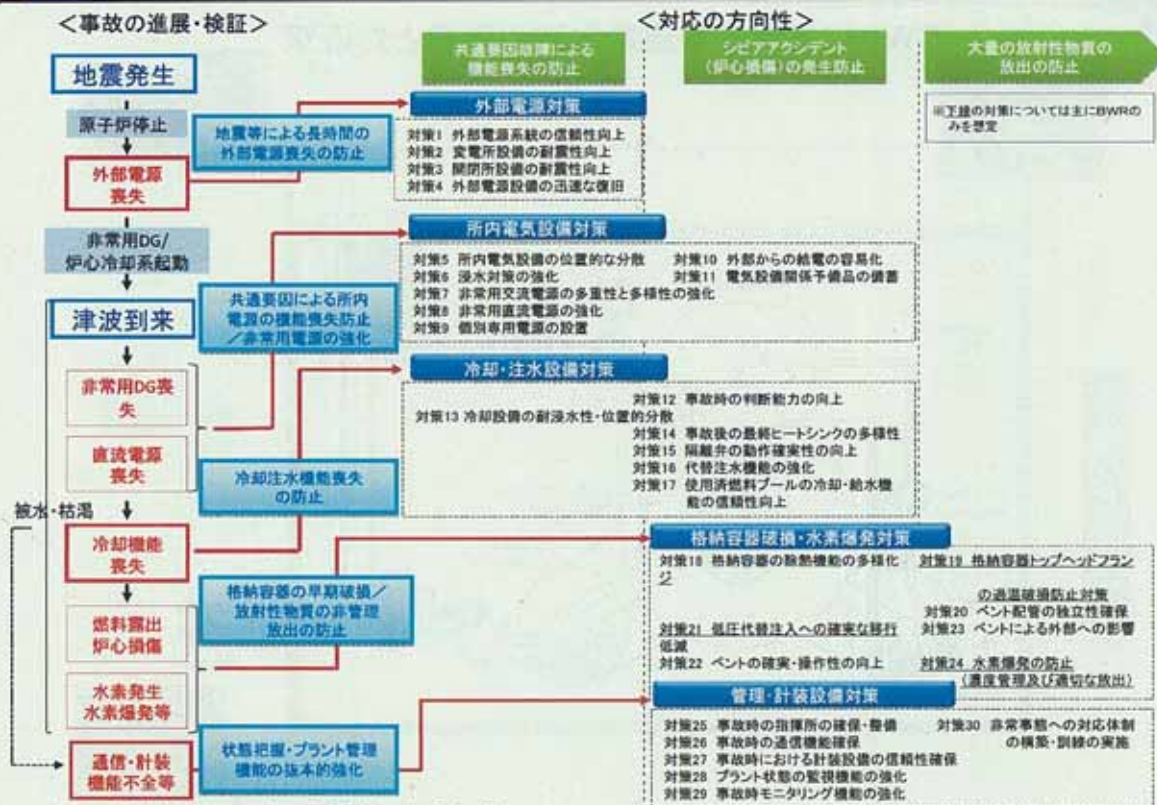 ＜事故の進展・検証＞
＜対応の方向性＞
共通要因故障による
機能喪失の防止
シビアアクシデント
(炉心損傷)の発生防止
大量の放射性物質の
放出の防止
※下線の対策については主にBWRの
みを想定
地震発生
原子炉停止
外部電源
喪失
非常用DG/
炉心冷却系起動
津波到来
非常用DG喪
失
直流電源
喪失
被水・枯渇
冷却機能
喪失
燃料露出
炉心損傷
水素発生
水素爆発等
通信・計装
機能不全等
地震等による長時間の
外部電源喪失の防止
共通要因による所内
電源の機能喪失防止
／非常用電源の強化
冷却注水機能喪失
の防止
格納容器の早期破損／
放射性物質の非管理
放出の防止
状態把握・プラント管理
機能の抜本的強化
外部電源対策
対策1 外部電源系統の信頼性向上
対策2 変電所設備の耐震性向上
対策3 開閉所設備の耐震性向上
対策4 外部電源設備の迅速な復旧
所内電気設備対策
対策5 所内電気設備の位置的な分散 対策10 外部からの給電の容易化
対策6 浸水対策の強化 対策11 電気設備関係予備品の備蓄
対策7 非常用交流電源の多重性と多様性の強化
対策8 非常用直流電源の強化
対策9 個別専用電源の設置
冷却・注水設備対策
対策12 事故時の判断能力の向上
対策13 冷却設備の耐浸水性・位置的分散
対策14 事故後の最終ヒートシンクの多様性
対策15 隔離弁の動作確実性の向上
対策16 代替注水機能の強化
対策17 使用済燃料プールの冷却・給水機
能の信頼性向上
格納容器破損・水素爆発対策
対策18 格納容器の除熱機能の多様化 対策19 格納容器トップヘッドフラン
ジ
の過温破損防止対策
対策20 ベント配管の独立性確保
対策21 低圧代替注入への確実な移行 対策23 ベントによる外部への影響
低減
対策22 ベントの確実・操作性の向上 対策24 水素爆発の防止
(濃度管理及び適切な放出)
管理・計装設備対策
対策25 事故時の指揮所の確保・整備 対策30 非常事態への対応体制
対策26 事故時の通信機能確保 の構築・訓練の実施
対策27 事故時における計装設備の信頼性確保
対策28 プラント状態の監視機能の強化
対策29 事故時モニタリング機能の強化